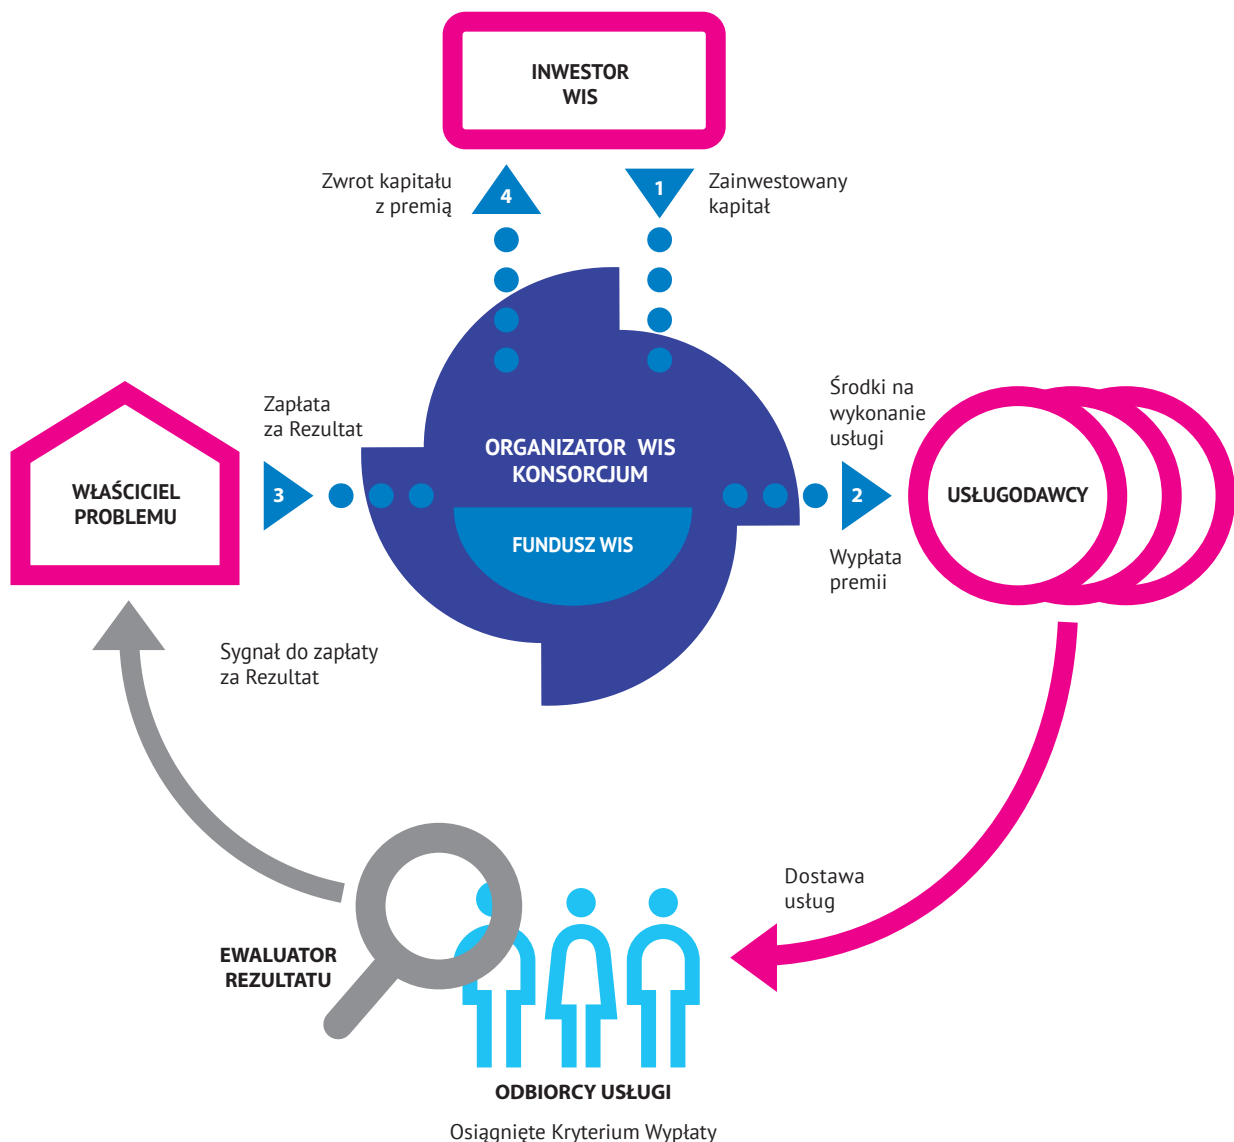 INWESTOR
WIS
Zwrot kapitału
z premią
4
1
Zainwestowany
kapitał
Zapłata
za Rezultat
3
WŁAŚCICIEL
PROBLEMU
ORGANIZATOR WIS
KONSORCJUM
FUNDUSZ WIS
Środki na
wykonanie
usługi
2
Wypłata
premii
USŁUGODAWCY
Sygnał do zapłaty
za Rezultat
Dostawa
usług
EWALUATOR
REZULTATU
ODBIORCY USŁUGI
Osiągnięte Kryterium Wypłaty